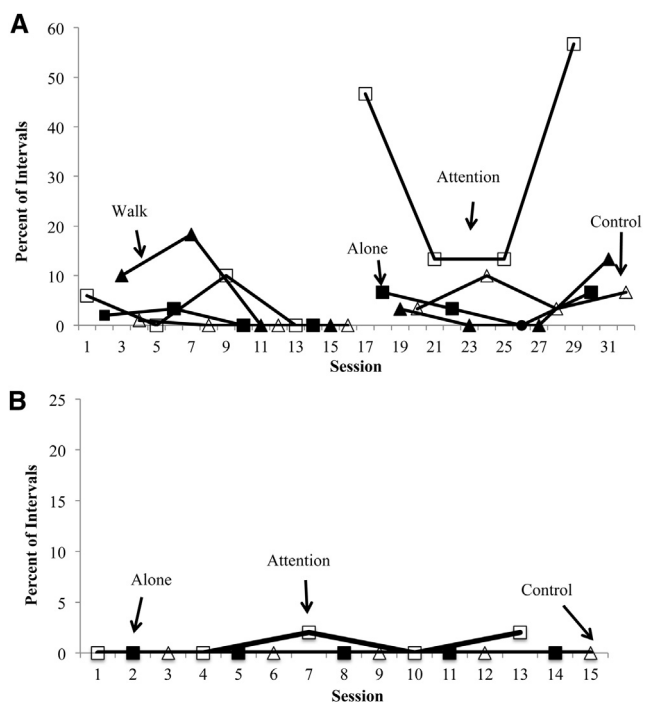 A
Percent of Intervals
60
50
40
30
20
10
0
Walk
Attention
Alone
Control
1 3 5 7 9 11 13 15 17 19 21 23 25 27 29 31
Session
B
Percent of Intervals
25
20
15
10
5
0
Alone
Attention
Control
1 2 3 4 5 6 7 8 9 10 11 12 13 14 15
Session